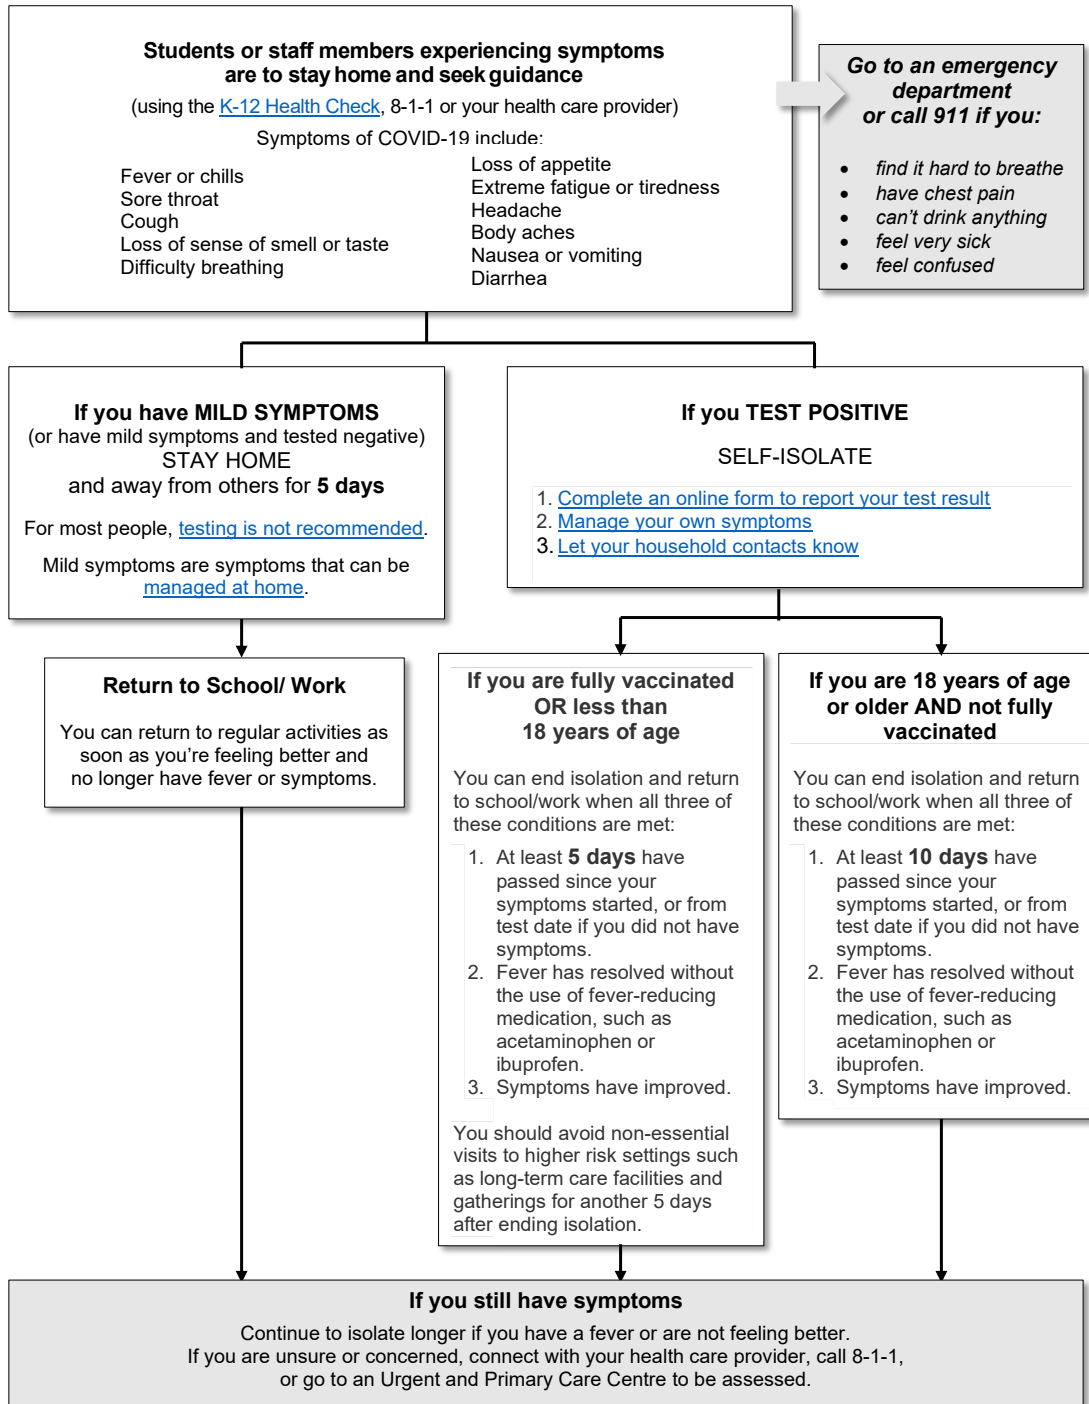 Students or staff members experiencing symptoms
are to stay home and seek guidance
(using the K-12 Health Check, 8-1-1 or your health care provider)
Symptoms of COVID-19 include:
Fever or chills
Sore throat
Cough
Loss of sense of smell or taste
Difficulty breathing
Loss of appetite
Extreme fatigue or tiredness
Headache
Body aches
Nausea or vomiting
Diarrhea
Go to an emergency
department
or call 911 if you:
• find it hard to breathe
• have chest pain
• can't drink anything
• feel very sick
• feel confused
If you have MILD SYMPTOMS
(or have mild symptoms and tested negative)
STAY HOME
and away from others for 5 days
For most people, testing is not recommended.
Mild symptoms are symptoms that can be
managed at home.
If you TEST POSITIVE
SELF-ISOLATE
1. Complete an online form to report your test result
2. Manage your own symptoms
3. Let your household contacts know
Return to School/ Work
You can return to regular activities as
soon as you're feeling better and
no longer have fever or symptoms.
If you are fully vaccinated
OR less than
18 years of age
You can end isolation and return
to school/work when all three of
these conditions are met:
1. At least 5 days have
passed since your
symptoms started, or from
test date if you did not have
symptoms.
2. Fever has resolved without
the use of fever-reducing
medication, such as
acetaminophen or
ibuprofen.
3. Symptoms have improved.
You should avoid non-essential
visits to higher risk settings such
as long-term care facilities and
gatherings for another 5 days
after ending isolation.
If you are 18 years of age
or older AND not fully
vaccinated
You can end isolation and return
to school/work when all three of
these conditions are met:
1. At least 10 days have
passed since your
symptoms started, or from
test date if you did not have
symptoms.
2. Fever has resolved without
the use of fever-reducing
medication, such as
acetaminophen or
ibuprofen.
3. Symptoms have improved.
If you still have symptoms
Continue to isolate longer if you have a fever or are not feeling better.
If you are unsure or concerned, connect with your health care provider, call 8-1-1,
or go to an Urgent and Primary Care Centre to be assessed.